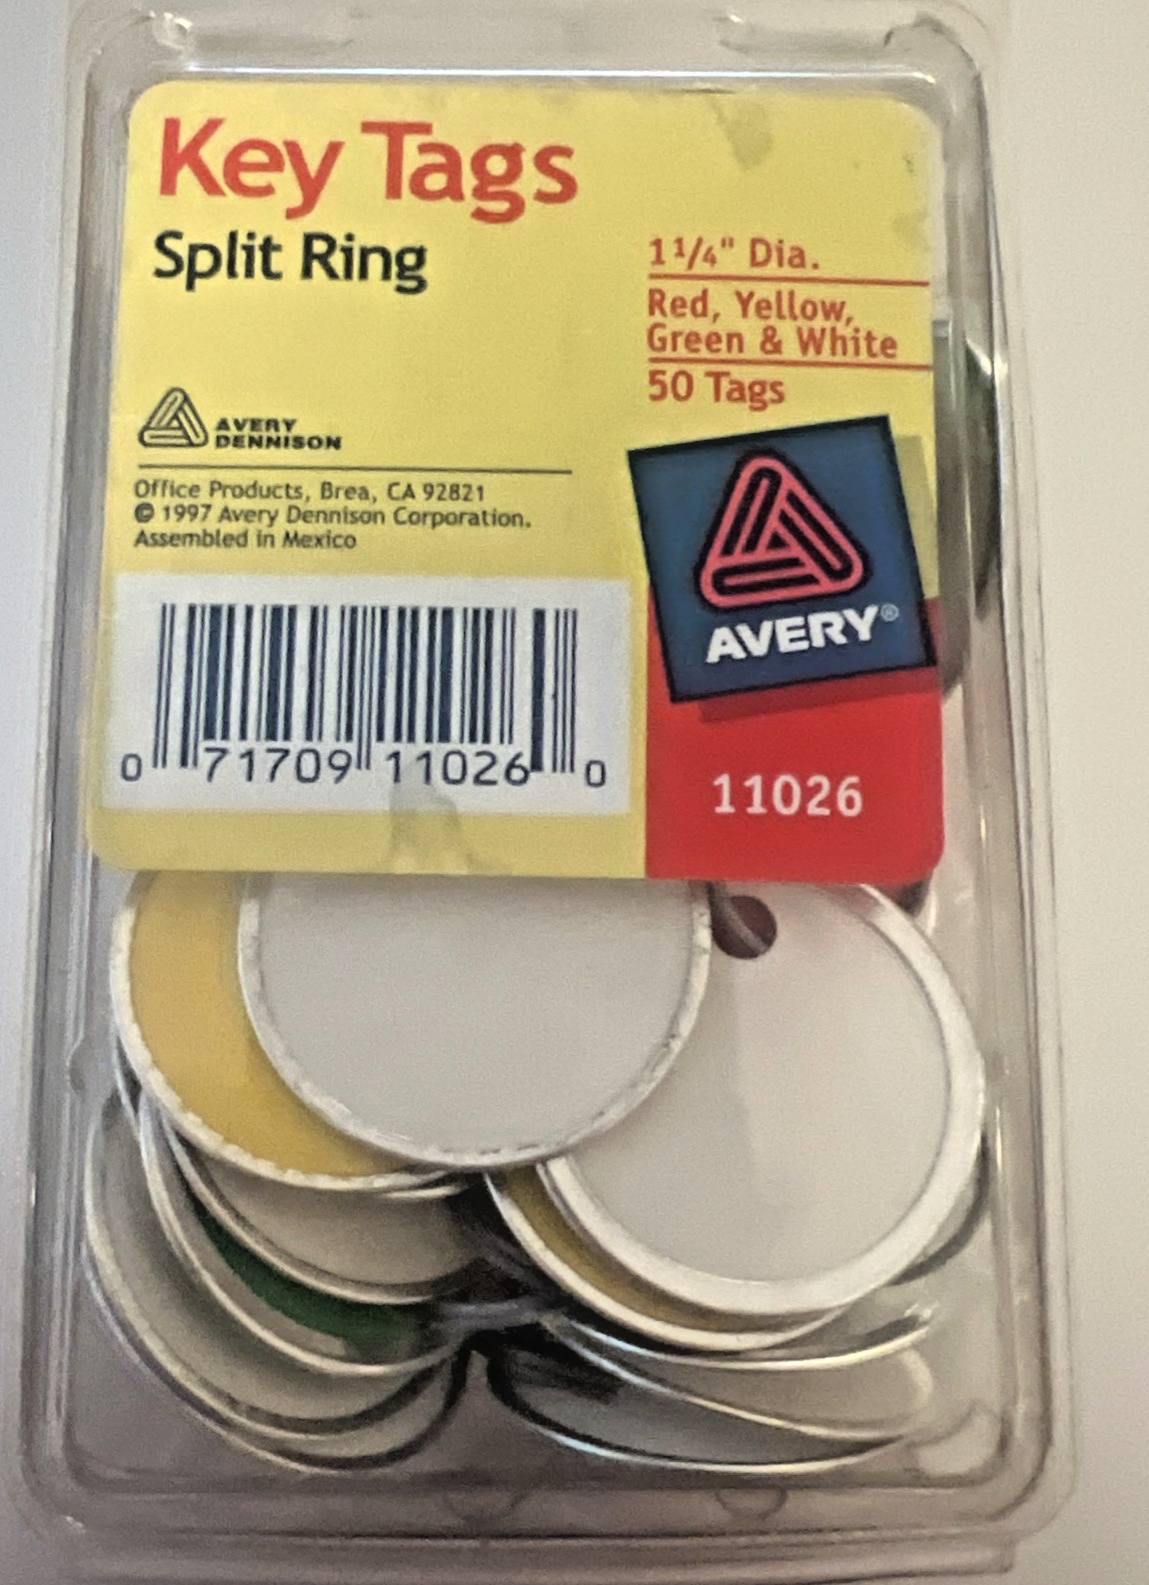 Key Tags
Split Ring
1 1/4" Dia.
Red, Yellow,
Green & White
50 Tags
AVERY
DENNISON
Office Products, Brea, CA 92821
© 1997 Avery Dennison Corporation.
Assembled in Mexico
AVERY®
0 71709 11026 0
11026